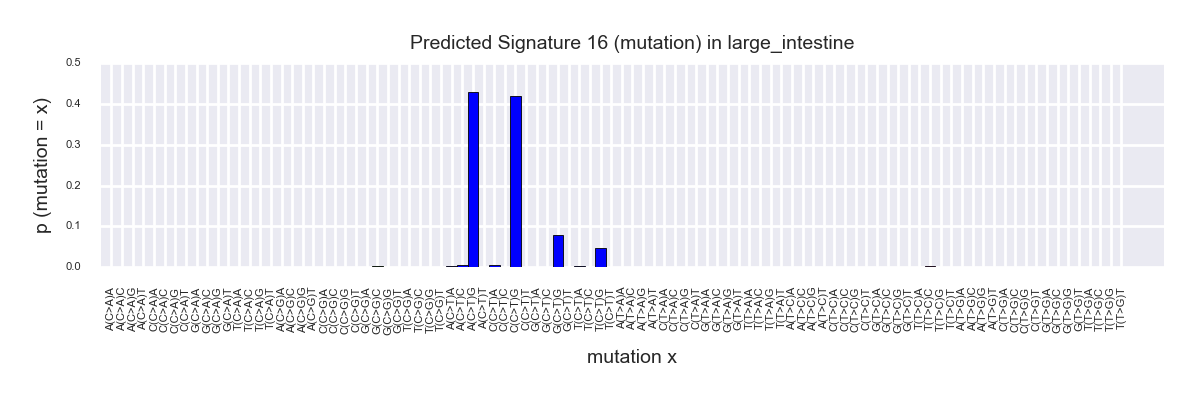 Predicted Signature 16 (mutation) in large_intestine
p (mutation = x)
0.5
0.4
0.3
0.2
0.1
0.0
A(C>A)A
A(C>A)C
A(C>A)G
A(C>A)T
C(C>A)A
C(C>A)C
C(C>A)G
C(C>A)T
G(C>A)A
G(C>A)C
G(C>A)G
G(C>A)T
T(C>A)A
T(C>A)C
T(C>A)G
T(C>A)T
A(C>G)A
A(C>G)C
A(C>G)G
A(C>G)T
C(C>G)A
C(C>G)C
C(C>G)G
C(C>G)T
G(C>G)A
G(C>G)C
G(C>G)G
G(C>G)T
T(C>G)A
T(C>G)C
T(C>G)G
T(C>G)T
A(C>T)A
A(C>T)C
A(C>T)G
A(C>T)T
C(C>T)A
C(C>T)C
C(C>T)G
C(C>T)T
G(C>T)A
G(C>T)C
G(C>T)G
G(C>T)T
T(C>T)A
T(C>T)C
T(C>T)G
T(C>T)T
A(T>A)A
A(T>A)C
A(T>A)G
A(T>A)T
C(T>A)A
C(T>A)C
C(T>A)G
C(T>A)T
G(T>A)A
G(T>A)C
G(T>A)G
G(T>A)T
T(T>A)A
T(T>A)C
T(T>A)G
T(T>A)T
A(T>C)A
A(T>C)C
A(T>C)G
A(T>C)T
C(T>C)A
C(T>C)C
C(T>C)G
C(T>C)T
G(T>C)A
G(T>C)C
G(T>C)G
G(T>C)T
T(T>C)A
T(T>C)C
T(T>C)G
T(T>C)T
A(T>G)A
A(T>G)C
A(T>G)G
A(T>G)T
C(T>G)A
C(T>G)C
C(T>G)G
C(T>G)T
G(T>G)A
G(T>G)C
G(T>G)G
G(T>G)T
T(T>G)A
T(T>G)C
T(T>G)G
T(T>G)T
mutation x